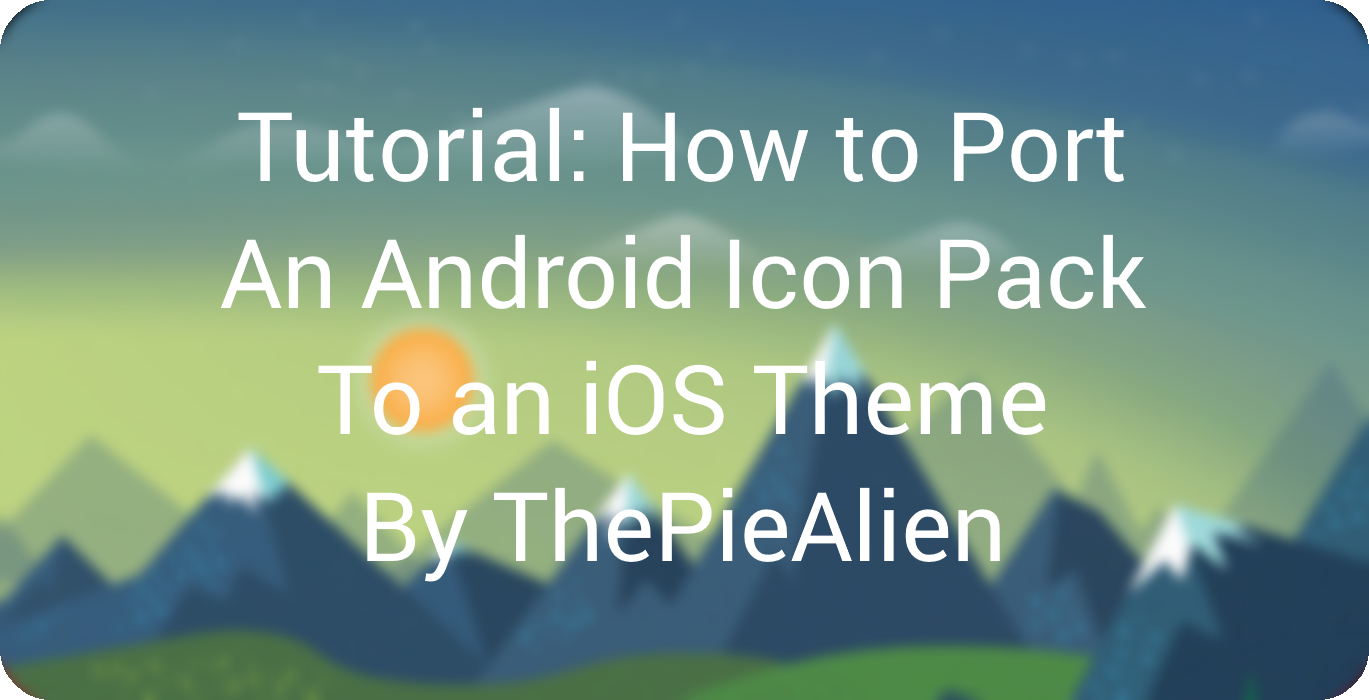 Tutorial: How to Port
An Android Icon Pack
To an iOS Theme
By ThePieAlien